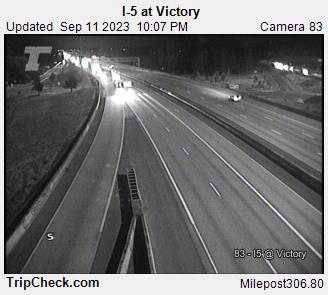 I-5 at Victory
Updated  Sep 11 2023  10:07 PM
Camera 83
T
S
83 - I5 @ Victory
TripCheck.com
Milepost306.80